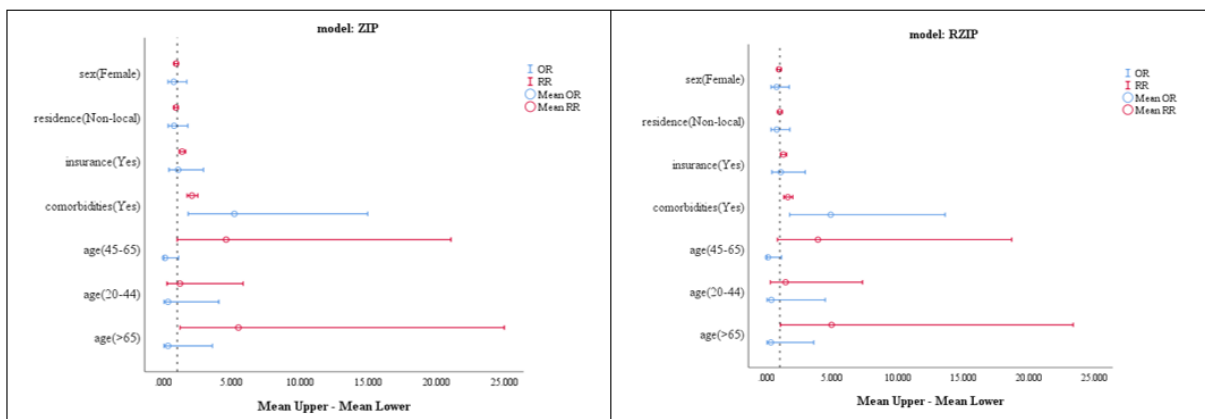 model: ZIP
sex(Female)
residence(Non-local)
insurance(Yes)
comorbidities(Yes)
age(45-65)
age(20-44)
age(>65)
.000 5.000 10.000 15.000 20.000 25.000
Mean Upper - Mean Lower
OR
RR
Mean OR
Mean RR
model: RZIP
sex(Female)
residence(Non-local)
insurance(Yes)
comorbidities(Yes)
age(45-65)
age(20-44)
age(>65)
.000 5.000 10.000 15.000 20.000 25.000
Mean Upper - Mean Lower
OR
RR
Mean OR
Mean RR